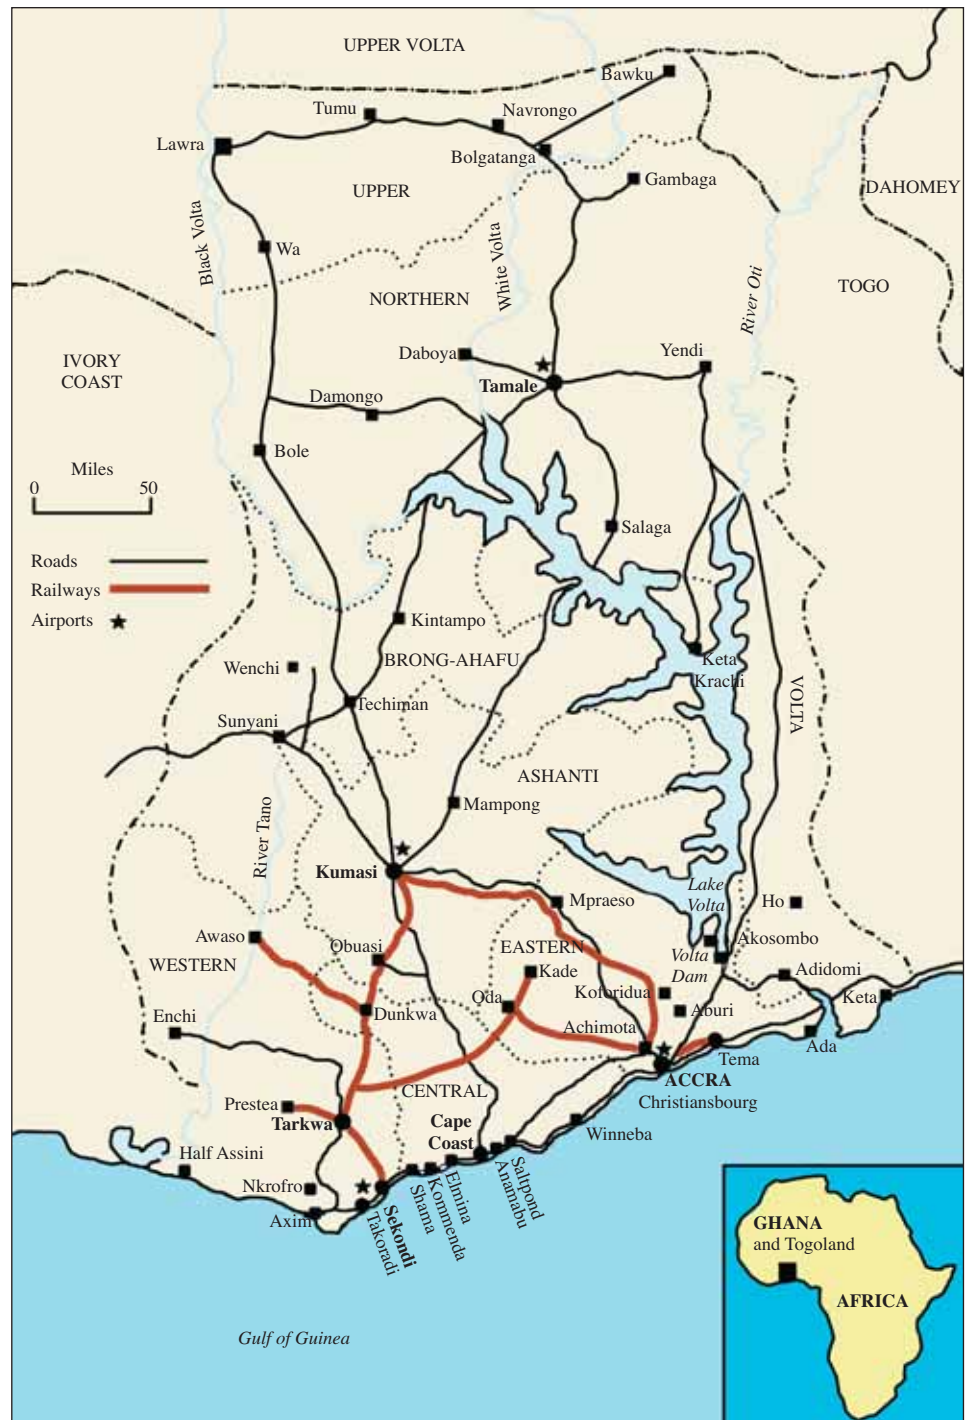 UPPER VOLTA
Bawku
Tumu
Navrongo
Lawra
Bolgatanga
Gambaga
UPPER
DAHOMEY
Black Volta
White Volta
Wa
River Oti
TOGO
NORTHERN
Daboya
Yendi
IVORY
COAST
Tamale
Damongo
Bole
Miles
0
50
Salaga
Roads
Railways
Airports
Kintampo
Wenchi
BRONG-AHAFU
Keta
Krachi
VOLTA
Techiman
Sunyani
ASHANTI
Mampong
River Tano
Kumasi
Lake
Volta
Mpraeso
Ho
Awaso
Obuasi
EASTERN
Akosombo
WESTERN
Volta
Dam
Kade
Adidomi
Koforidua
Keta
Oda
Enchi
Dunkwa
Aburi
Achimota
Ada
Tema
ACCRA
Christiansbourg
CENTRAL
Prestea
Tarkwa
Cape
Coast
Winneba
Half Assini
Saltpond
Anamabu
Elmina
Kommenda
Shama
Nkrofro
Sekondi
Axim
Takoradi
GHANA
and Togoland
AFRICA
Gulf of Guinea